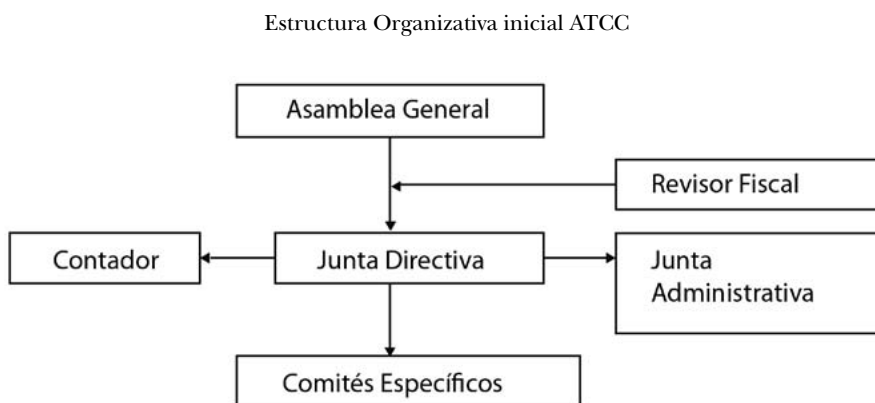 Estructura Organizativa inicial ATCC
Asamblea General
Revisor Fiscal
Contador
Junta Directiva
Junta
Administrativa
Comités Específicos